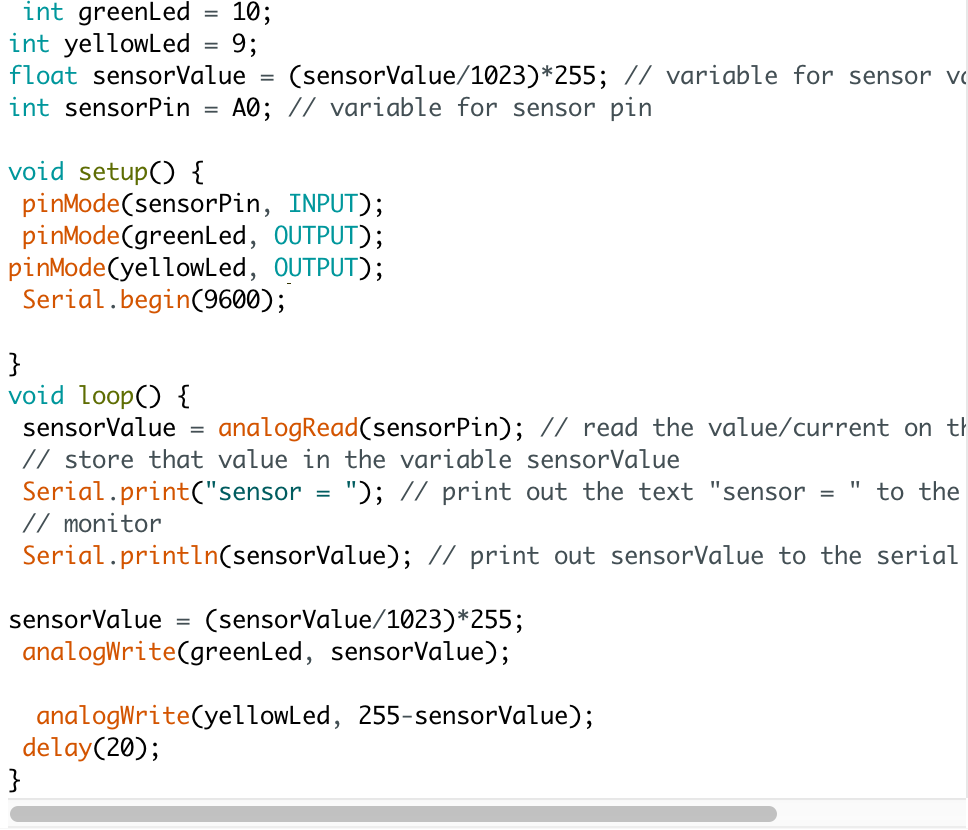 int greenLed = 10;
int yellowLed = 9;
float sensorValue = (sensorValue/1023)*255; // variable for sensor
int sensorPin = A0; // variable for sensor pin
void setup() {
pinMode(sensorPin, INPUT);
pinMode(greenLed, OUTPUT);
pinMode(yellowLed, OUTPUT);
Serial.begin(9600);
}
void loop() {
sensorValue = analogRead(sensorPin); // read the value/current on
// store that value in the variable sensorValue
Serial.print("sensor = "); // print out the text "sensor = " to the
// monitor
Serial.println(sensorValue); // print out sensorValue to the serial
sensorValue = (sensorValue/1023)*255;
analogWrite(greenLed, sensorValue);
analogWrite(yellowLed, 255-sensorValue);
delay(20);
}